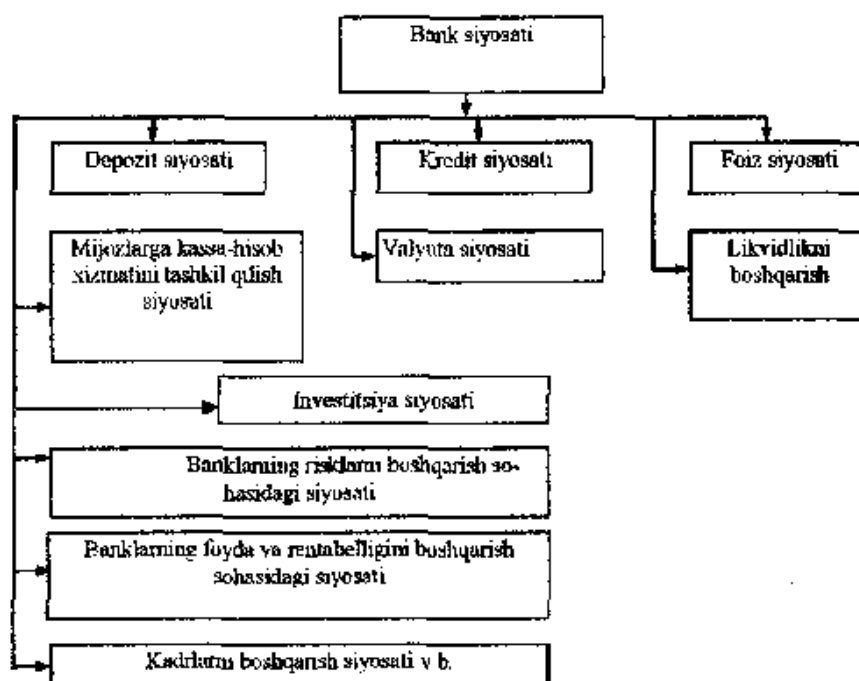 Bank siyosati
Depozit siyosati
Kredit siyosati
Foiz siyosati
Mijozlarga kassa-hisob
xizmatini tashkil qilish
siyosati
Valyuta siyosati
Likvidlikni
boshqarish
Investitsiya siyosati
Banklarning risklarni boshqarish so-
hasidagi siyosati
Banklarning foyda va rentabelligini boshqarish
sohasidagi siyosati
Kadrlarni boshqarish siyosati v b.